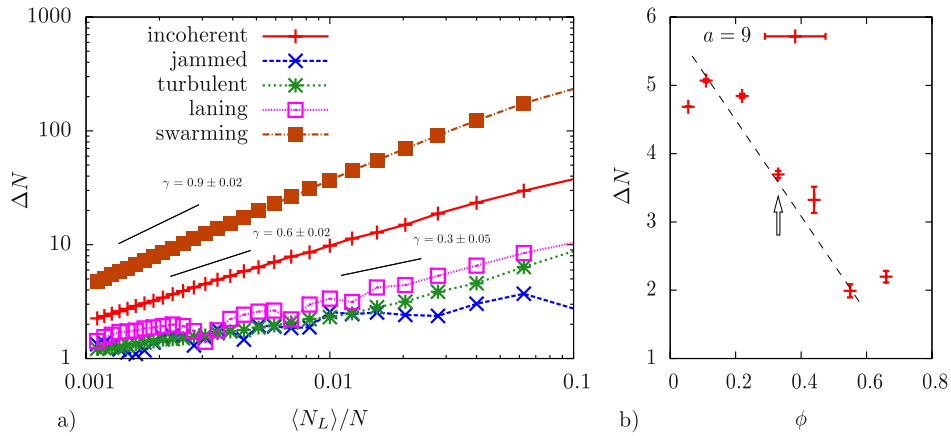 1000
100
10
1
ΔN
incoherent
jammed
turbulent
laning
swarming
γ = 0.9 ± 0.02
γ = 0.6 ± 0.02
γ = 0.3 ± 0.05
0.001
0.01
0.1
a)
⟨N_L⟩/N
6
5
4
3
2
1
ΔN
a = 9
0
0.2
0.4
0.6
0.8
b)
ϕ